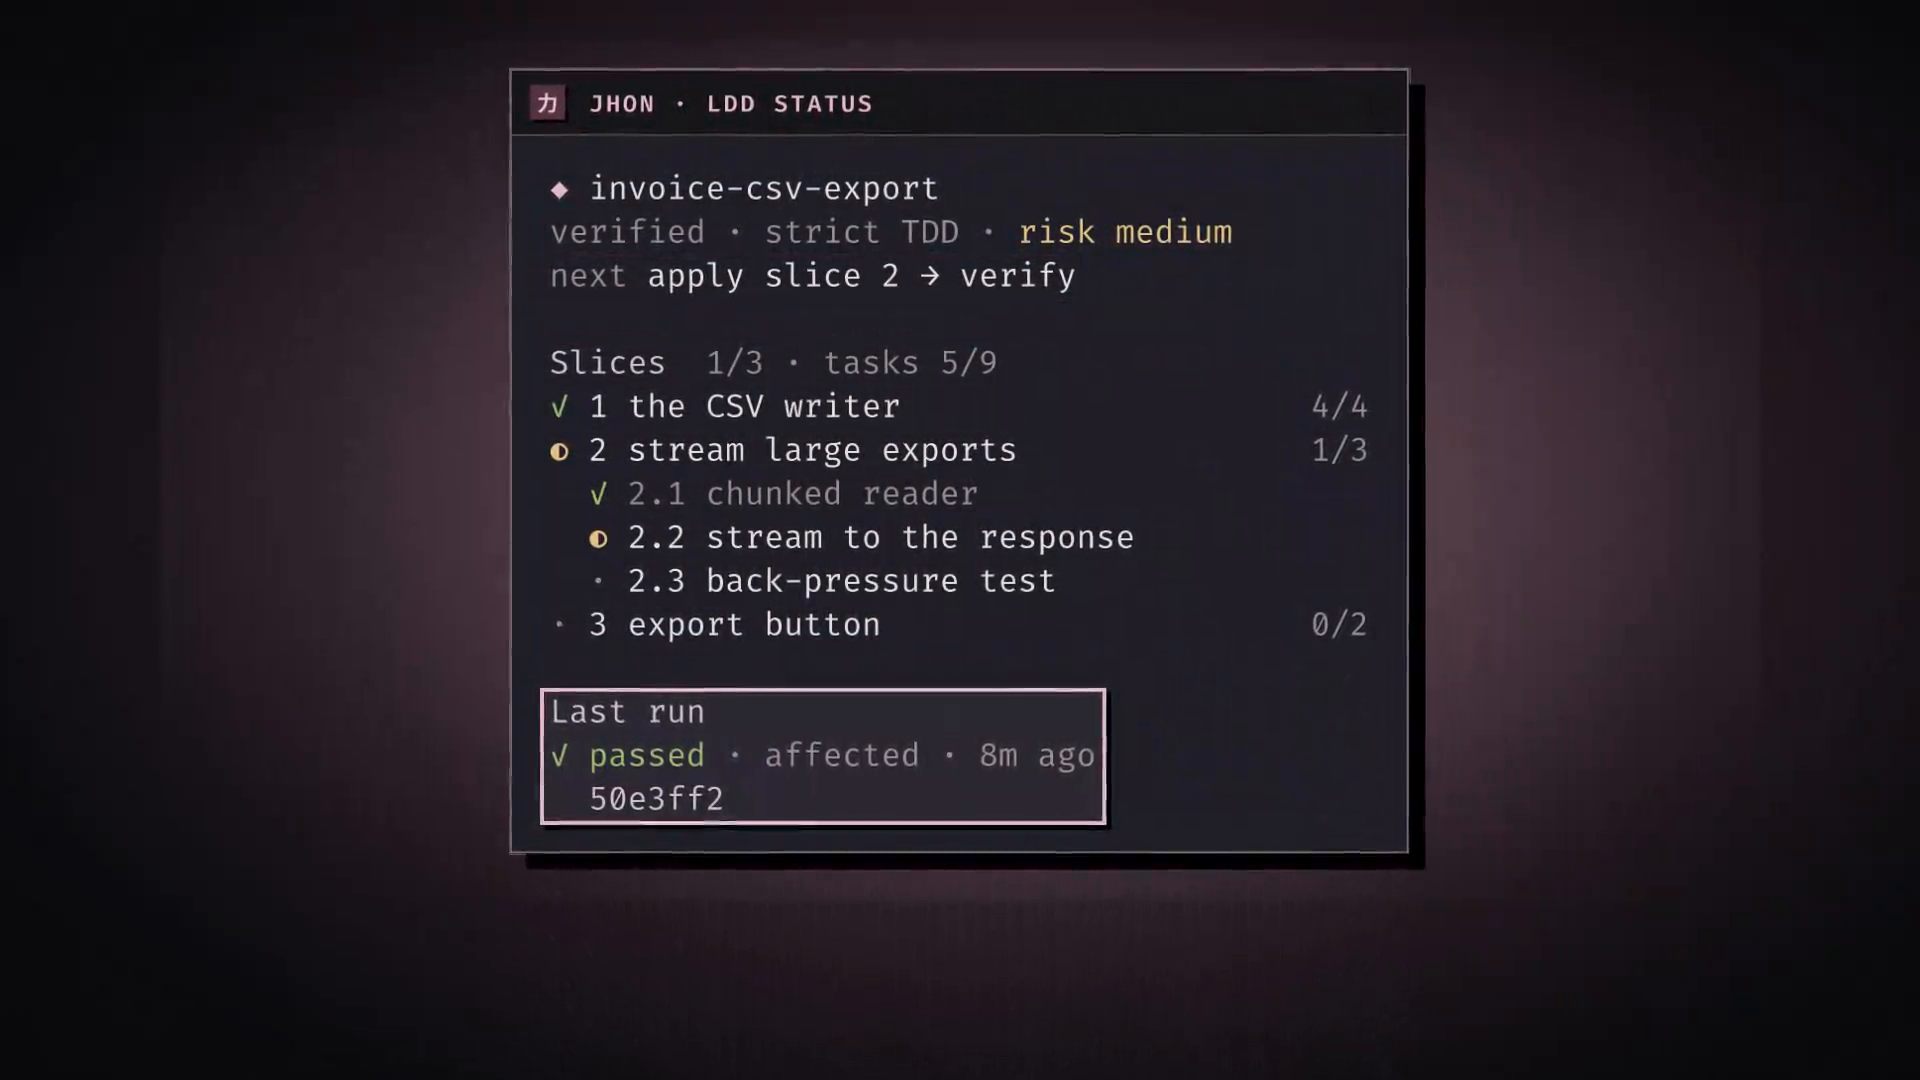 力 JHON · LDD STATUS
◆ invoice-csv-export
verified · strict TDD · risk medium
next apply slice 2 → verify
Slices 1/3 · tasks 5/9
√ 1 the CSV writer 4/4
◐ 2 stream large exports 1/3
√ 2.1 chunked reader
◐ 2.2 stream to the response
· 2.3 back-pressure test
· 3 export button 0/2
Last run
√ passed · affected · 8m ago
50e3ff2